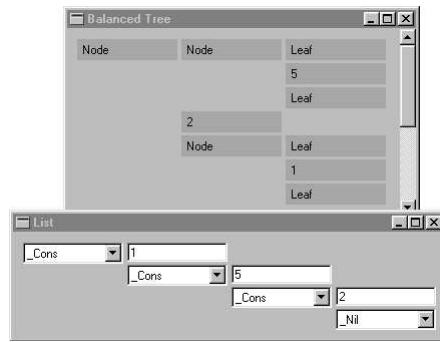 Balanced Tree
Node Node Leaf
5
Leaf
2
Node Leaf
1
Leaf
List
_Cons 1
_Cons 5
_Cons 2
_Nil